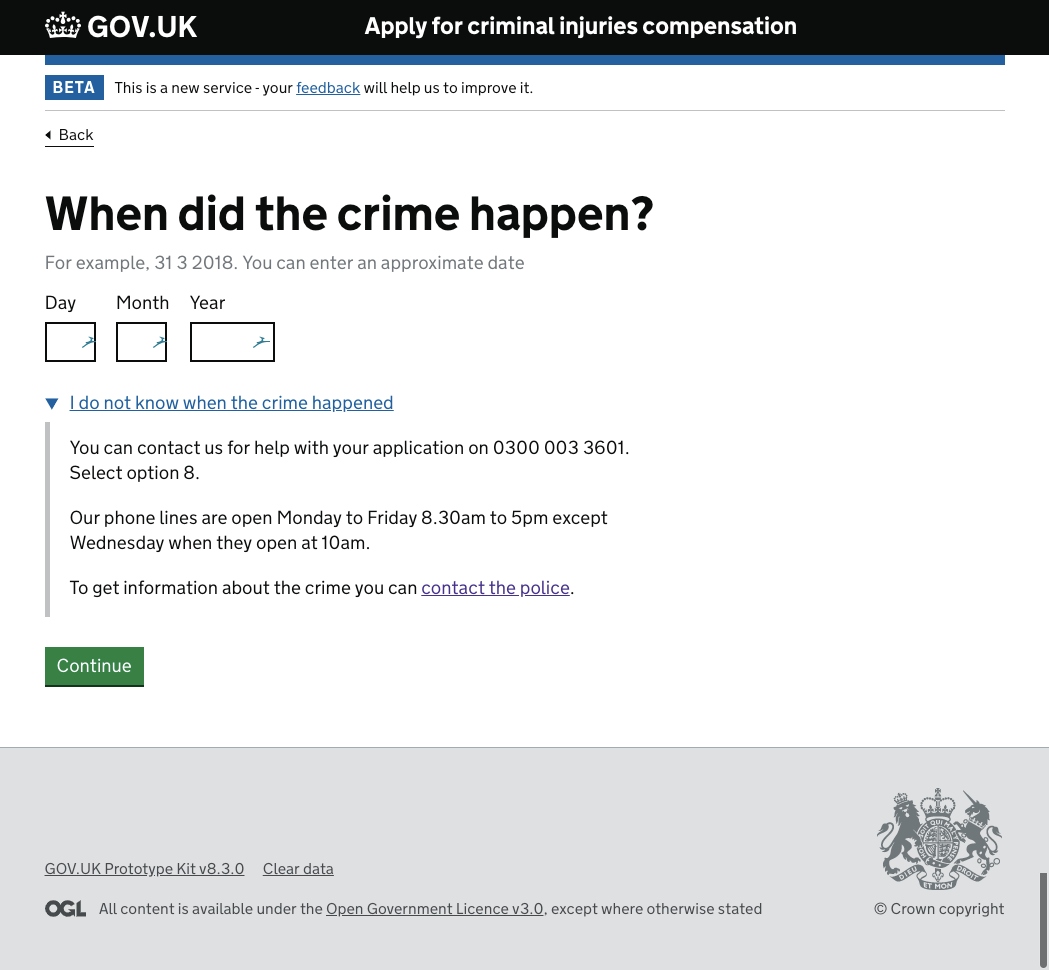 GOV.UK
Apply for criminal injuries compensation
BETA This is a new service - your feedback will help us to improve it.
Back
When did the crime happen?
For example, 31 3 2018. You can enter an approximate date
Day Month Year
I do not know when the crime happened
You can contact us for help with your application on 0300 003 3601.
Select option 8.
Our phone lines are open Monday to Friday 8.30am to 5pm except
Wednesday when they open at 10am.
To get information about the crime you can contact the police.
Continue
GOV.UK Prototype Kit v8.3.0 Clear data
DIEU ET MON DROIT
OGL All content is available under the Open Government Licence v3.0, except where otherwise stated
© Crown copyright